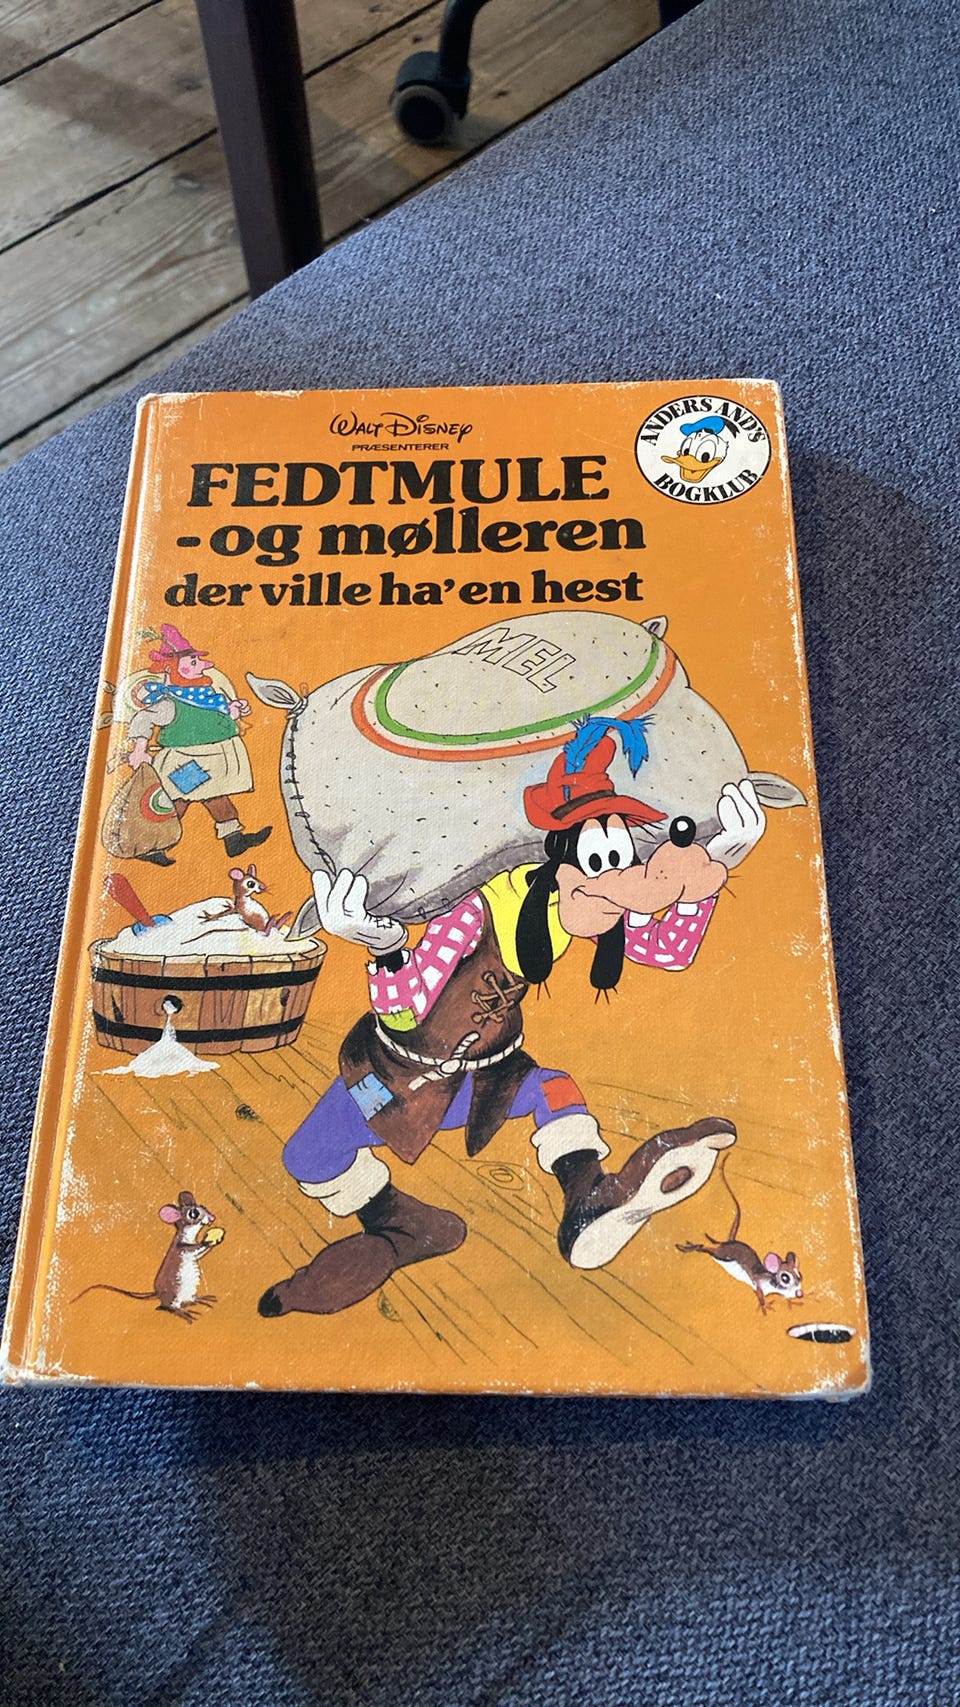 WALT DISNEY
PRÆSENTERER
FEDTMULE
-og mølleren
der ville ha'en hest
ANDERS AND'S
BOGKLUB
MEL